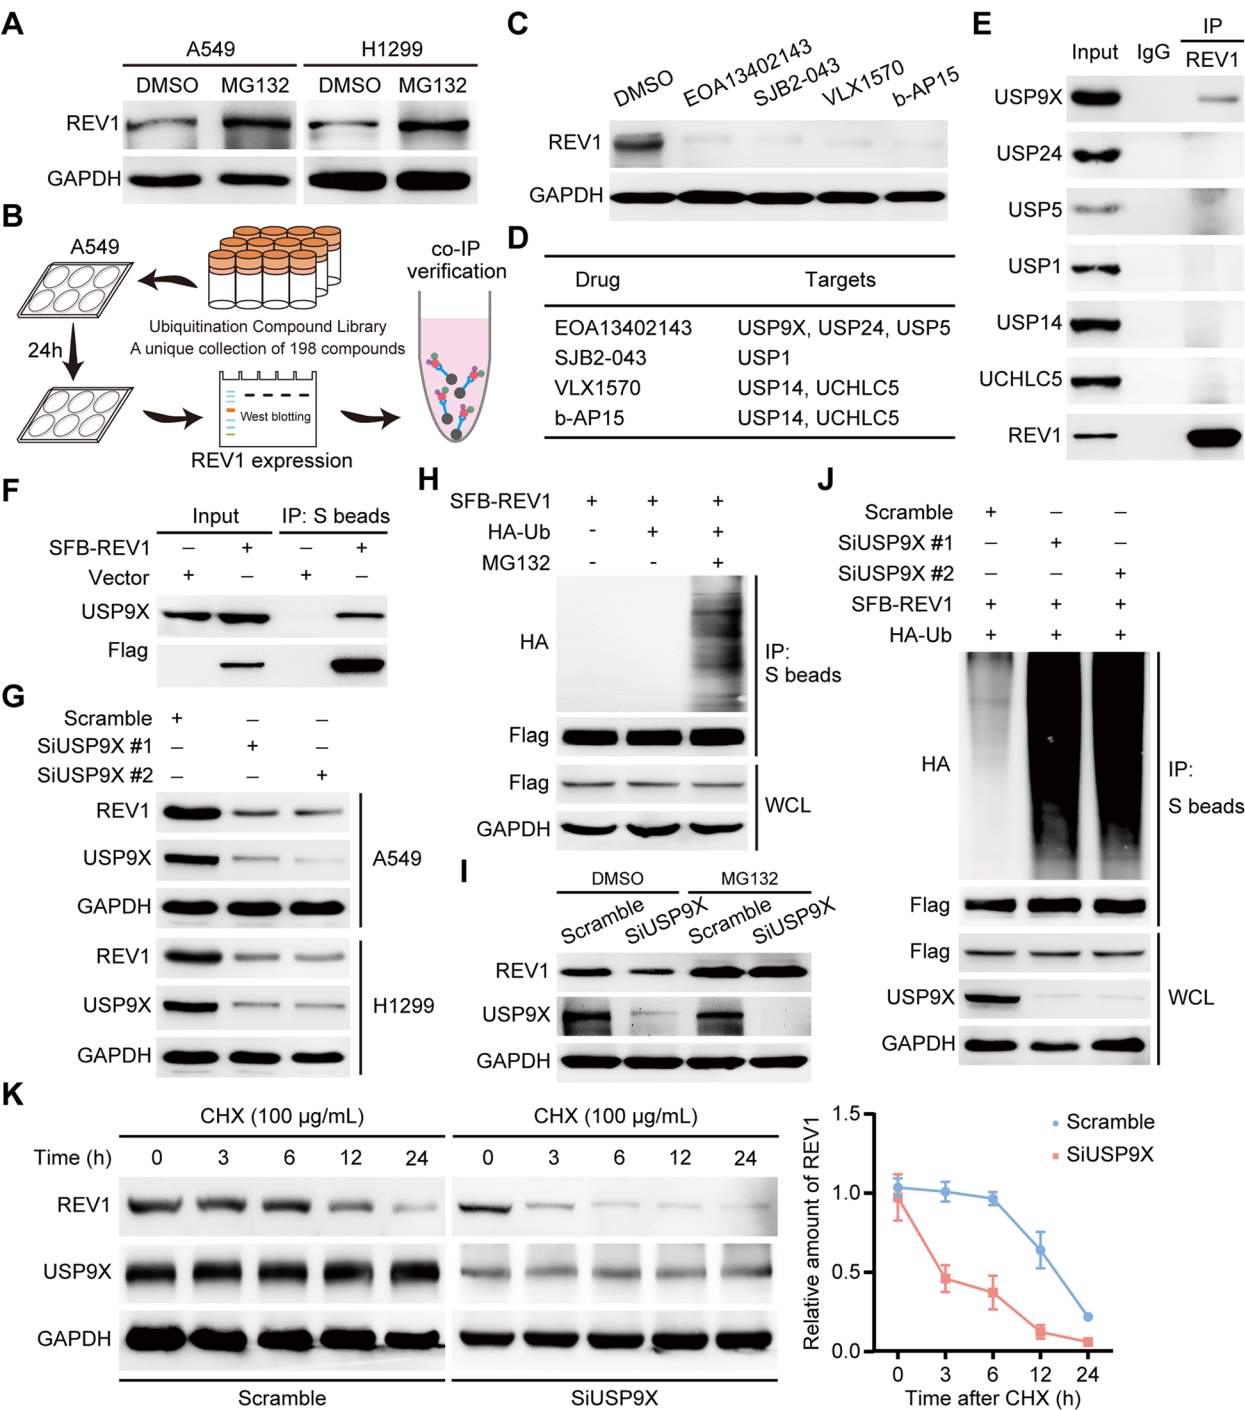 A
A549
H1299
DMSO MG132 DMSO MG132
REV1
GAPDH
B
A549
24h
Ubiquitination Compound Library
A unique collection of 198 compounds
West blotting
REV1 expression
co-IP
verification
C
DMSO
EOA13402143
SJB2-043
VLX1570
b-AP15
REV1
GAPDH
D
Drug Targets
EOA13402143 USP9X, USP24, USP5
SJB2-043 USP1
VLX1570 USP14, UCHLC5
b-AP15 USP14, UCHLC5
E
IP
Input IgG REV1
USP9X
USP24
USP5
USP1
USP14
UCHLC5
REV1
F
Input IP: S beads
SFB-REV1 – + – +
Vector + – + –
USP9X
Flag
G
Scramble + – –
SiUSP9X #1 – + –
SiUSP9X #2 – – +
REV1
USP9X
GAPDH
A549
REV1
USP9X
GAPDH
H1299
H
SFB-REV1 + + +
HA-Ub - + +
MG132 - - +
HA
Flag
IP:
S beads
Flag
GAPDH
WCL
I
DMSO MG132
Scramble SiUSP9X Scramble SiUSP9X
REV1
USP9X
GAPDH
J
Scramble + – –
SiUSP9X #1 – + –
SiUSP9X #2 – – +
SFB-REV1 + + +
HA-Ub + + +
HA
Flag
IP:
S beads
Flag
USP9X
GAPDH
WCL
K
CHX (100 µg/mL) CHX (100 µg/mL)
Time (h) 0 3 6 12 24 0 3 6 12 24
REV1
USP9X
GAPDH
Scramble SiUSP9X
Relative amount of REV1
1.5
1.0
0.5
0.0
Scramble
SiUSP9X
0 3 6 12 24
Time after CHX (h)